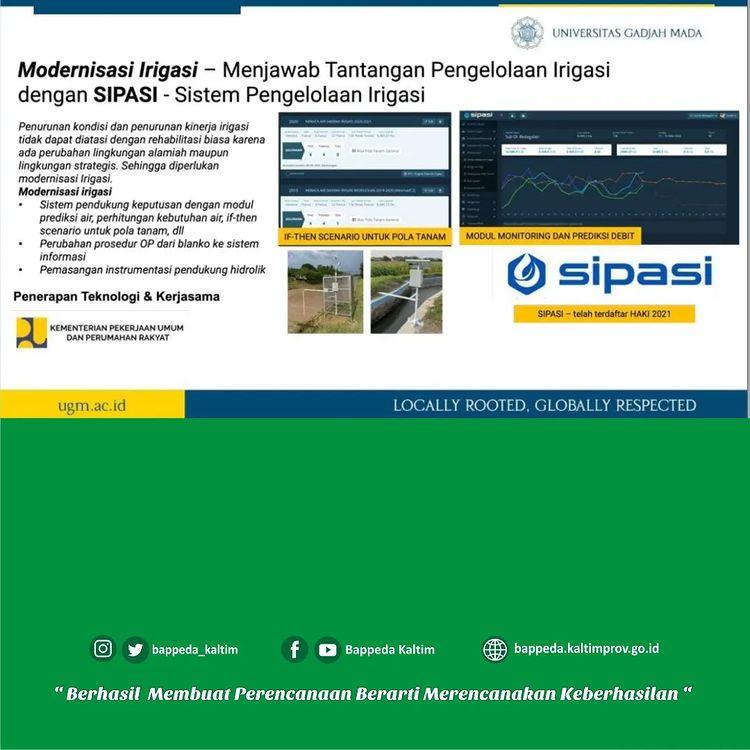 UNIVERSITAS GADJAH MADA
Modernisasi Irigasi – Menjawab Tantangan Pengelolaan Irigasi
dengan SIPASI - Sistem Pengelolaan Irigasi
Penurunan kondisi dan penurunan kinerja irigasi
tidak dapat diatasi dengan rehabilitasi biasa karena
ada perubahan lingkungan alamiah maupun
lingkungan strategis. Sehingga diperlukan
modernisasi Irigasi.
Modernisasi irigasi
• Sistem pendukung keputusan dengan modul
prediksi air, perhitungan kebutuhan air, if-then
scenario untuk pola tanam, dll
• Perubahan prosedur OP dari blanko ke sistem
informasi
• Pemasangan instrumentasi pendukung hidrolik
Penerapan Teknologi & Kerjasama
KEMENTERIAN PEKERJAAN UMUM
DAN PERUMAHAN RAKYAT
IF-THEN SCENARIO UNTUK POLA TANAM
sipasi
MODUL MONITORING DAN PREDIKSI DEBIT
sipasi
SIPASI – telah terdaftar HAKI 2021
ugm.ac.id
LOCALLY ROOTED, GLOBALLY RESPECTED
bappeda_kaltim
Bappeda Kaltim
bappeda.kaltimprov.go.id
“ Berhasil Membuat Perencanaan Berarti Merencanakan Keberhasilan “